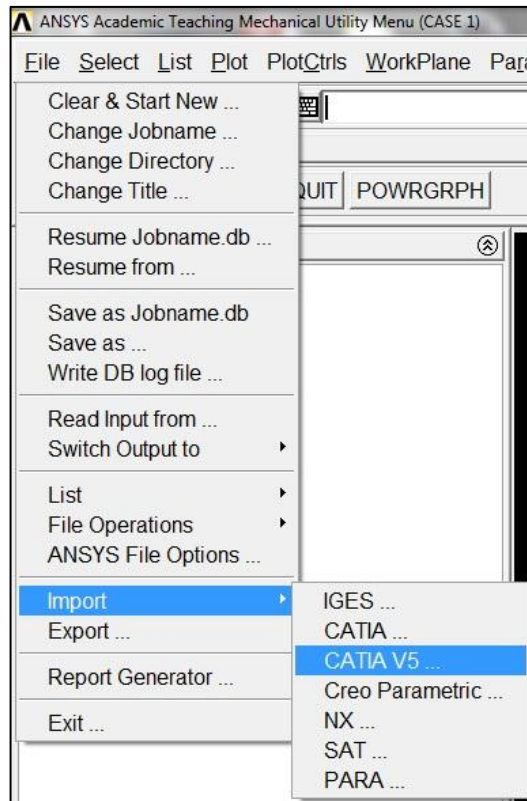 ANSYS Academic Teaching Mechanical Utility Menu (CASE 1)
File Select List Plot PlotCtrls WorkPlane
Clear & Start New ...
Change Jobname ...
Change Directory ...
Change Title ...
QUIT POWRGRPH
Resume Jobname.db ...
Resume from ...
Save as Jobname.db
Save as ...
Write DB log file ...
Read Input from ...
Switch Output to
List
File Operations
ANSYS File Options ...
Import
Export ...
Report Generator ...
Exit ...
IGES ...
CATIA ...
CATIA V5 ...
Creo Parametric ...
NX ...
SAT ...
PARA ...